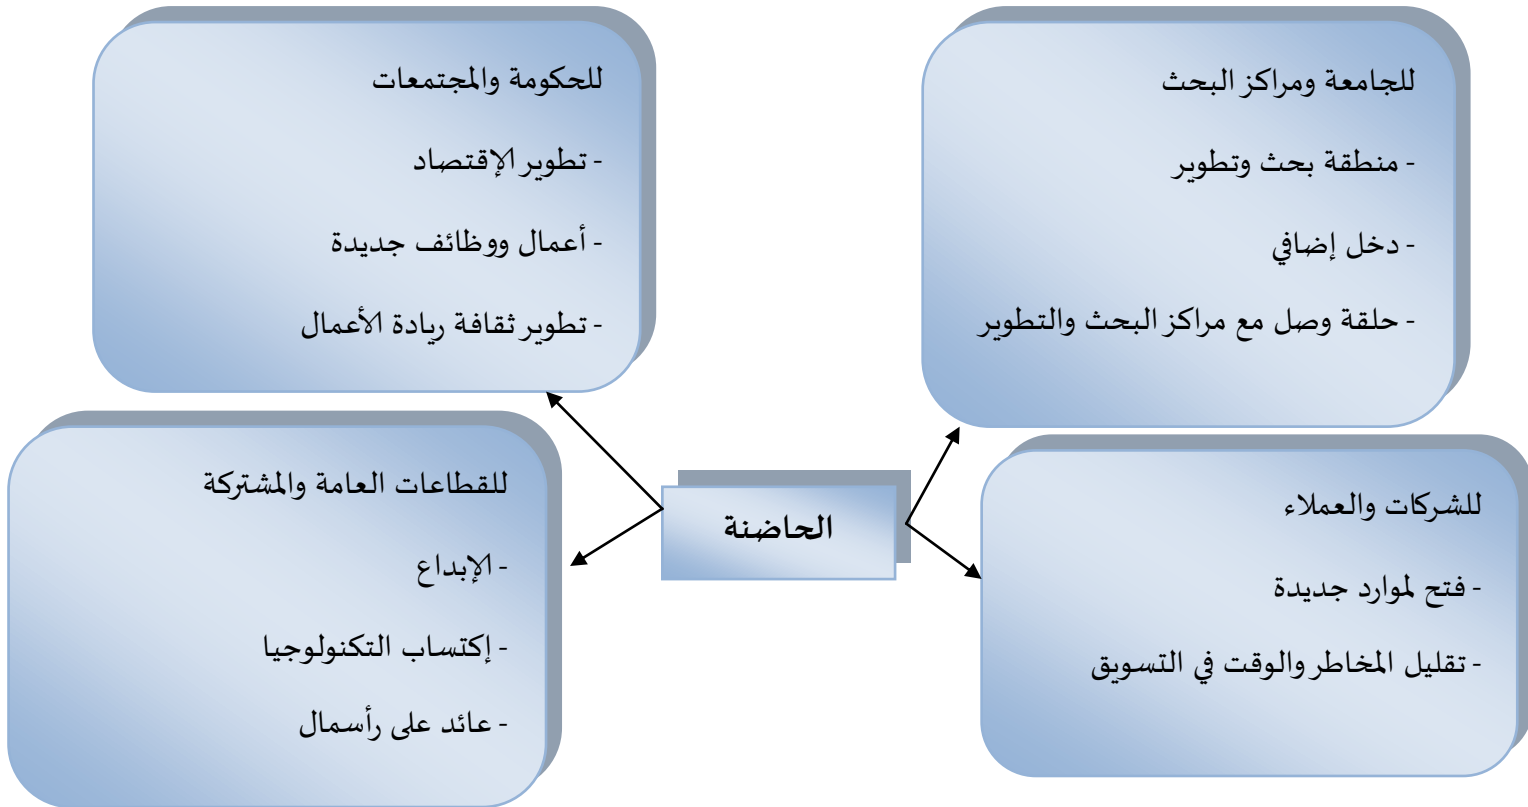 للجامعة ومراكز البحث
- منطقة بحث وتطوير
- دخل إضافي
- حلقة وصل مع مراكز البحث والتطوير
للحكومة والمجتمعات
- تطوير الإقتصاد
- أعمال ووظائف جديدة
- تطوير ثقافة ريادة الأعمال
الحاضنة
للشركات والعملاء
- فتح لموارد جديدة
- تقليل المخاطر والوقت في التسويق
للقطاعات العامة والمشتركة
- الإبداع
- إكتساب التكنولوجيا
- عائد على رأسمال